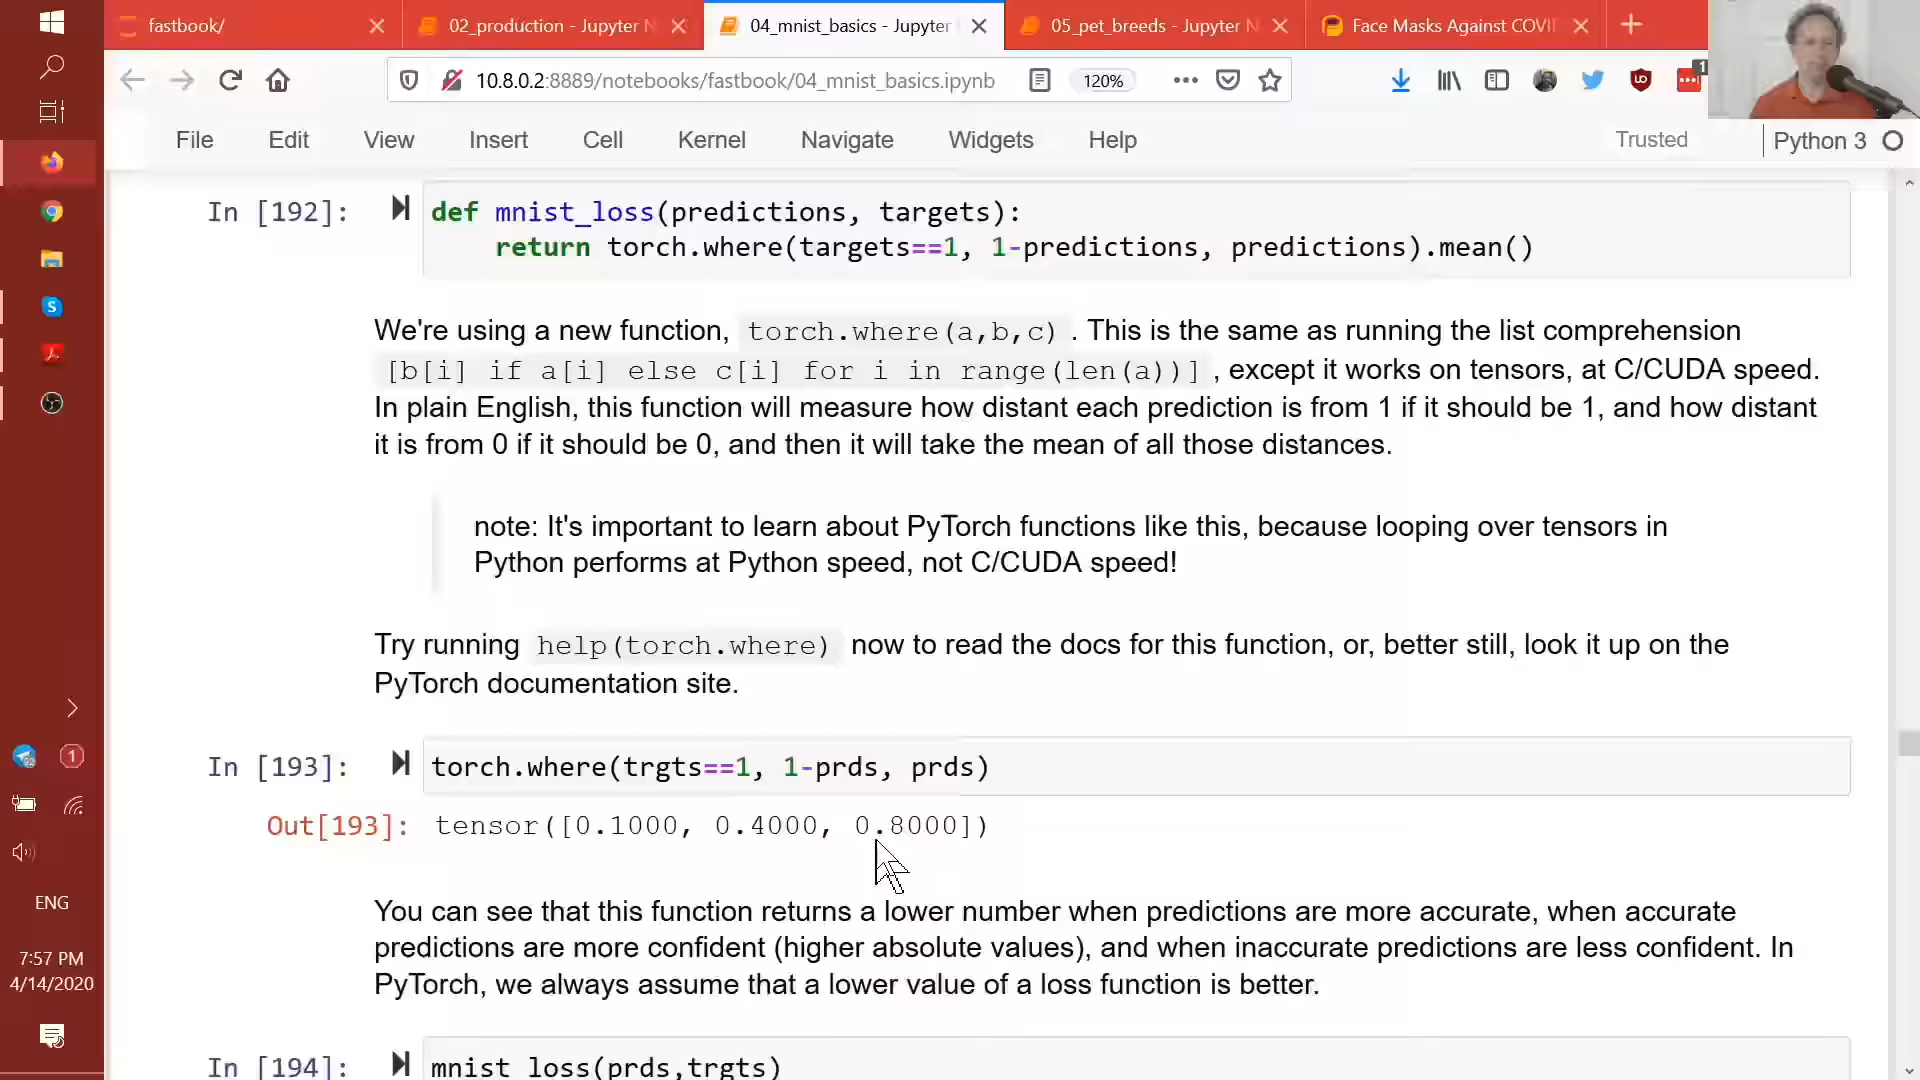 fastbook/
02_production - Jupyter N
04_mnist_basics - Jupyter
05_pet_breeds - Jupyter N
Face Masks Against COVI
10.8.0.2:8889/notebooks/fastbook/04_mnist_basics.ipynb
120%
1
File Edit View Insert Cell Kernel Navigate Widgets Help
Trusted
Python 3
In [192]:
def mnist_loss(predictions, targets):
return torch.where(targets==1, 1-predictions, predictions).mean()
We're using a new function, torch.where(a,b,c) . This is the same as running the list comprehension
[b[i] if a[i] else c[i] for i in range(len(a))] , except it works on tensors, at C/CUDA speed.
In plain English, this function will measure how distant each prediction is from 1 if it should be 1, and how distant
it is from 0 if it should be 0, and then it will take the mean of all those distances.
note: It's important to learn about PyTorch functions like this, because looping over tensors in
Python performs at Python speed, not C/CUDA speed!
Try running help(torch.where) now to read the docs for this function, or, better still, look it up on the
PyTorch documentation site.
In [193]:
torch.where(trgts==1, 1-prds, prds)
Out[193]:
tensor([0.1000, 0.4000, 0.8000])
You can see that this function returns a lower number when predictions are more accurate, when accurate
predictions are more confident (higher absolute values), and when inaccurate predictions are less confident. In
PyTorch, we always assume that a lower value of a loss function is better.
In [194]:
mnist_loss(prds,trgts)
1
ENG
7:57 PM
4/14/2020